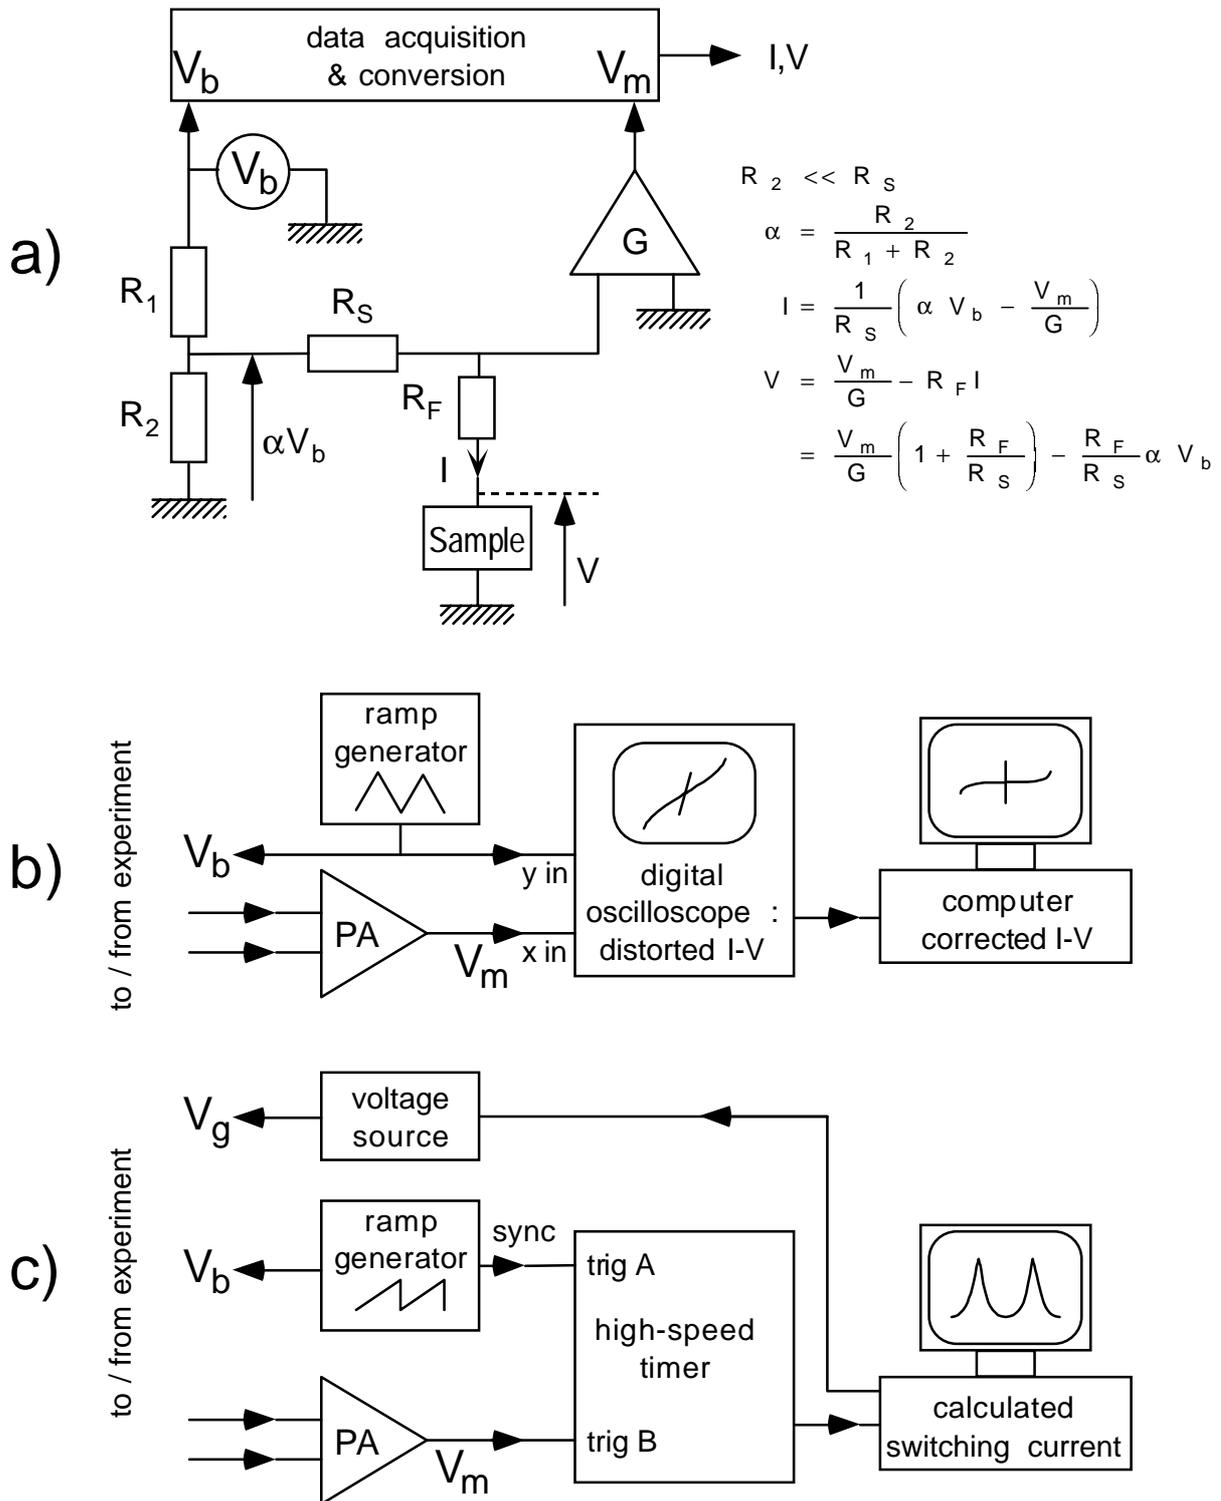 data acquisition
& conversion
V_b
V_m
I,V
V_b
a)
R_1
R_S
G
R_2
αV_b
R_F
I
Sample
V
R_2 << R_S
α = R_2 / (R_1 + R_2)
I = 1/R_S ( α V_b − V_m/G )
V = V_m/G − R_F I
= V_m/G ( 1 + R_F/R_S ) − R_F/R_S α V_b
b)
to / from experiment
ramp
generator
V_b
PA
V_m
y in
x in
digital
oscilloscope :
distorted I-V
computer
corrected I-V
c)
to / from experiment
V_g
voltage
source
V_b
ramp
generator
sync
trig A
high-speed
timer
trig B
PA
V_m
calculated
switching current